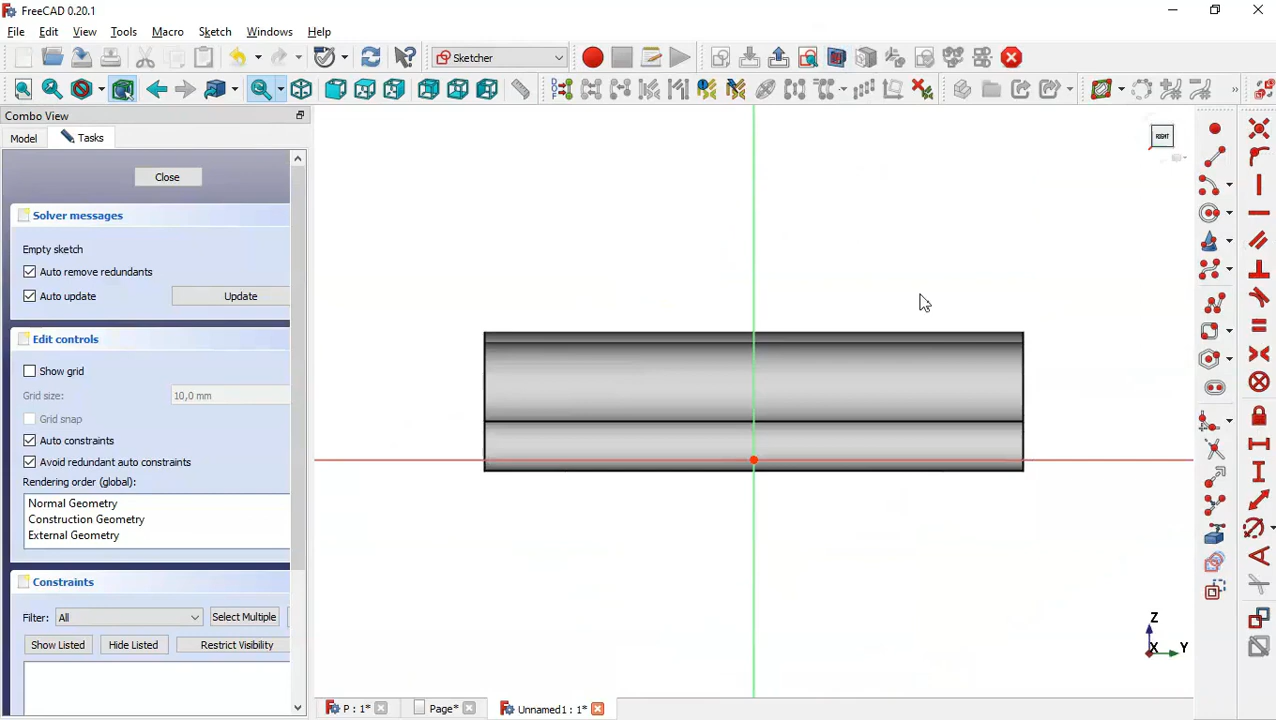 FreeCAD 0.20.1
File Edit View Tools Macro Sketch Windows Help
Sketcher
Combo View
Model Tasks
Close
Solver messages
Empty sketch
Auto remove redundants
Auto update Update
Edit controls
Show grid
Grid size: 10,0 mm
Grid snap
Auto constraints
Avoid redundant auto constraints
Rendering order (global):
Normal Geometry
Construction Geometry
External Geometry
Constraints
Filter: All Select Multiple
Show Listed Hide Listed Restrict Visibility
RIGHT
Z
X Y
P : 1* Page* Unnamed1 : 1*